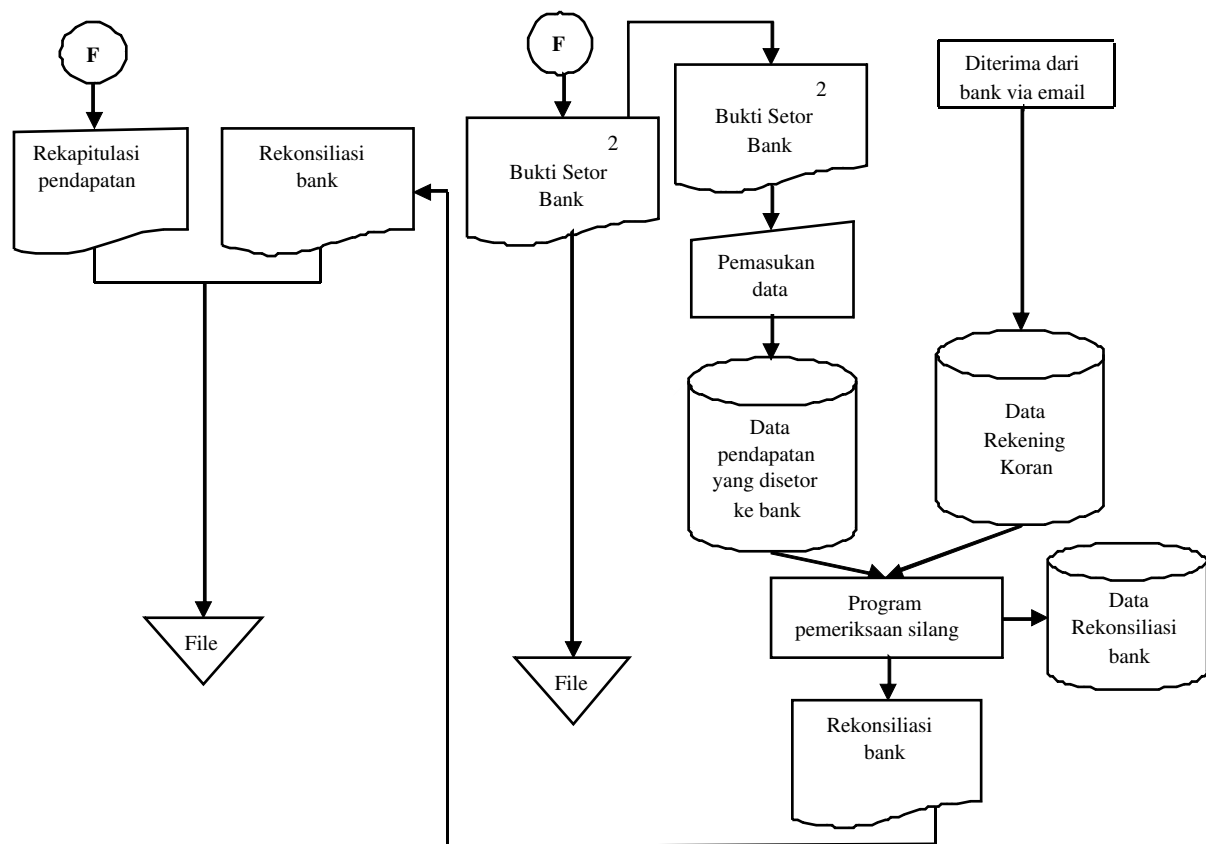 F
F
Diterima dari
bank via email
2
Bukti Setor
Bank
Rekapitulasi
pendapatan
Rekonsiliasi
bank
2
Bukti Setor
Bank
Pemasukan
data
Data
pendapatan
yang disetor
ke bank
Data
Rekening
Koran
Program
pemeriksaan silang
Data
Rekonsiliasi
bank
File
File
Rekonsiliasi
bank